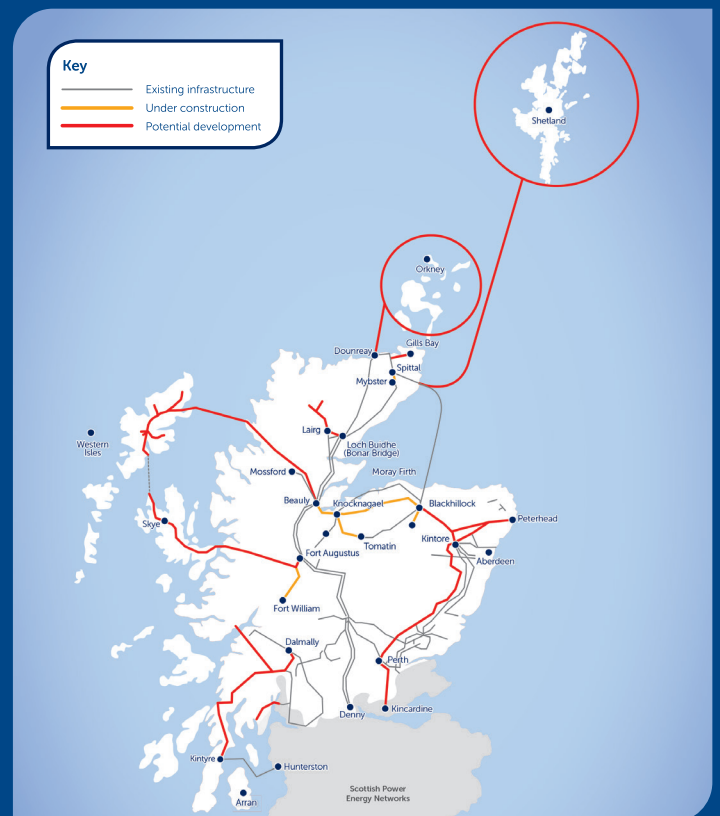 Key
Existing infrastructure
Under construction
Potential development
Shetland
Orkney
Gills Bay
Dounreay
Spittal
Mybster
Lairg
Loch Buidhe
(Bonar Bridge)
Western
Isles
Mossford
Moray Firth
Beauly
Knocknagael
Blackhillock
Peterhead
Skye
Kintore
Tomatin
Fort Augustus
Aberdeen
Fort William
Dalmally
Perth
Denny
Kincardine
Kintyre
Hunterston
Arran
Scottish Power
Energy Networks